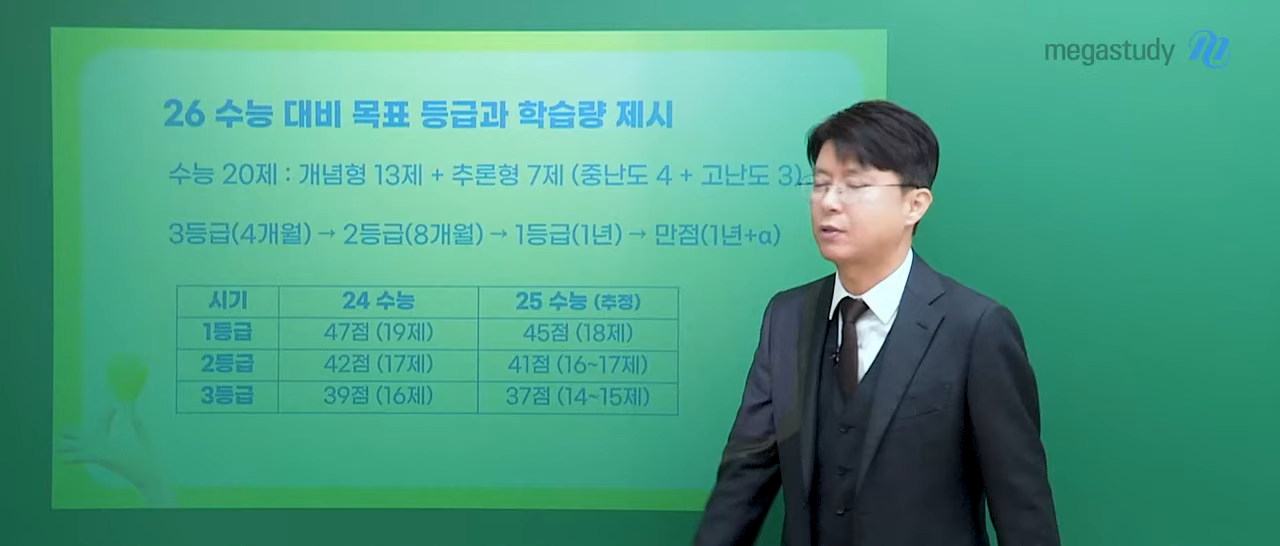 megastudy
26 수능 대비 목표 등급과 학습량 제시
수능 20제 : 개념형 13제 + 추론형 7제 (중난도 4 + 고난도 3)
3등급(4개월) → 2등급(8개월) → 1등급(1년) → 만점(1년+α)
시기 24 수능 25 수능 (추정)
1등급 47점 (19제) 45점 (18제)
2등급 42점 (17제) 41점 (16~17제)
3등급 39점 (16제) 37점 (14~15제)